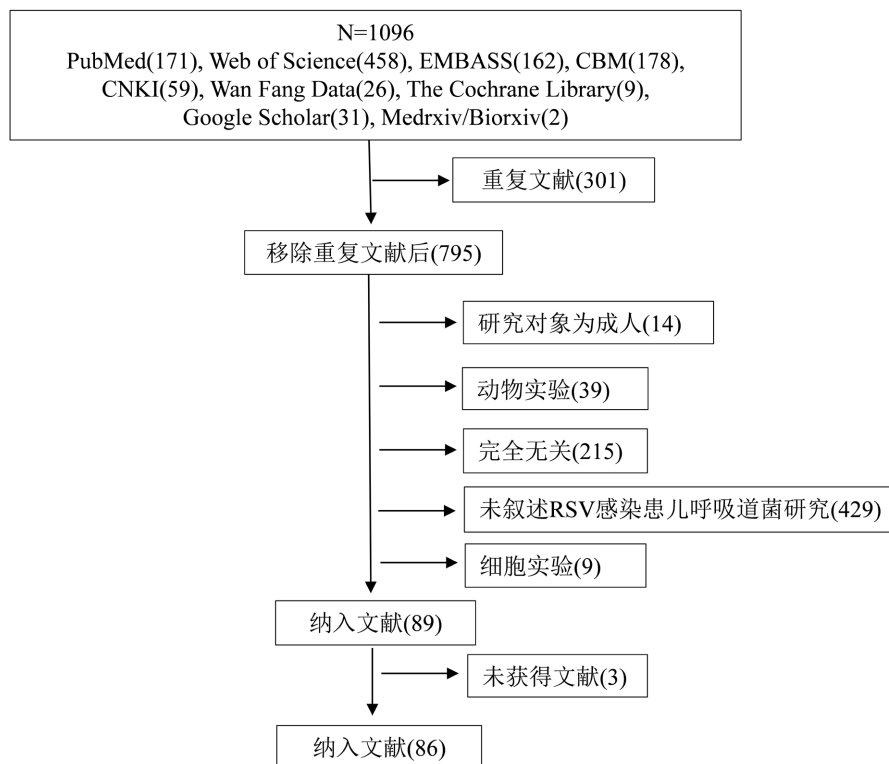 N=1096
PubMed(171), Web of Science(458), EMBASS(162), CBM(178),
CNKI(59), Wan Fang Data(26), The Cochrane Library(9),
Google Scholar(31), Medrxiv/Biorxiv(2)
重复文献(301)
移除重复文献后(795)
研究对象为成人(14)
动物实验(39)
完全无关(215)
未叙述RSV感染患儿呼吸道菌研究(429)
细胞实验(9)
纳入文献(89)
未获得文献(3)
纳入文献(86)